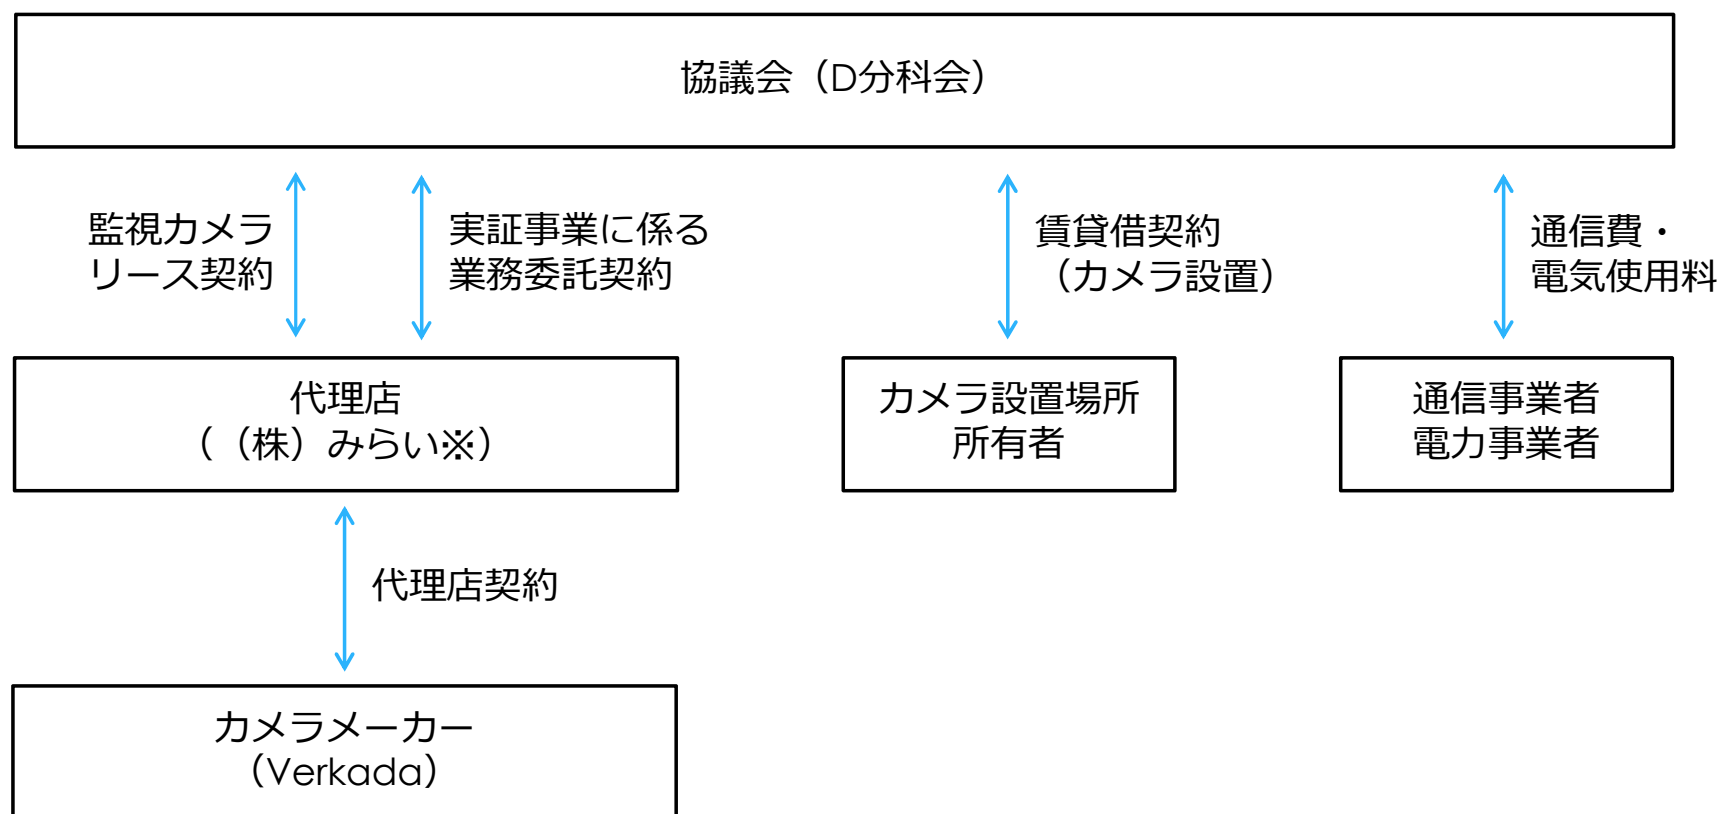 協議会（D分科会）
監視カメラ
リース契約
実証事業に係る
業務委託契約
賃貸借契約
（カメラ設置）
通信費・
電気使用料
代理店
（（株）みらい※）
カメラ設置場所
所有者
通信事業者
電力事業者
代理店契約
カメラメーカー
（Verkada）